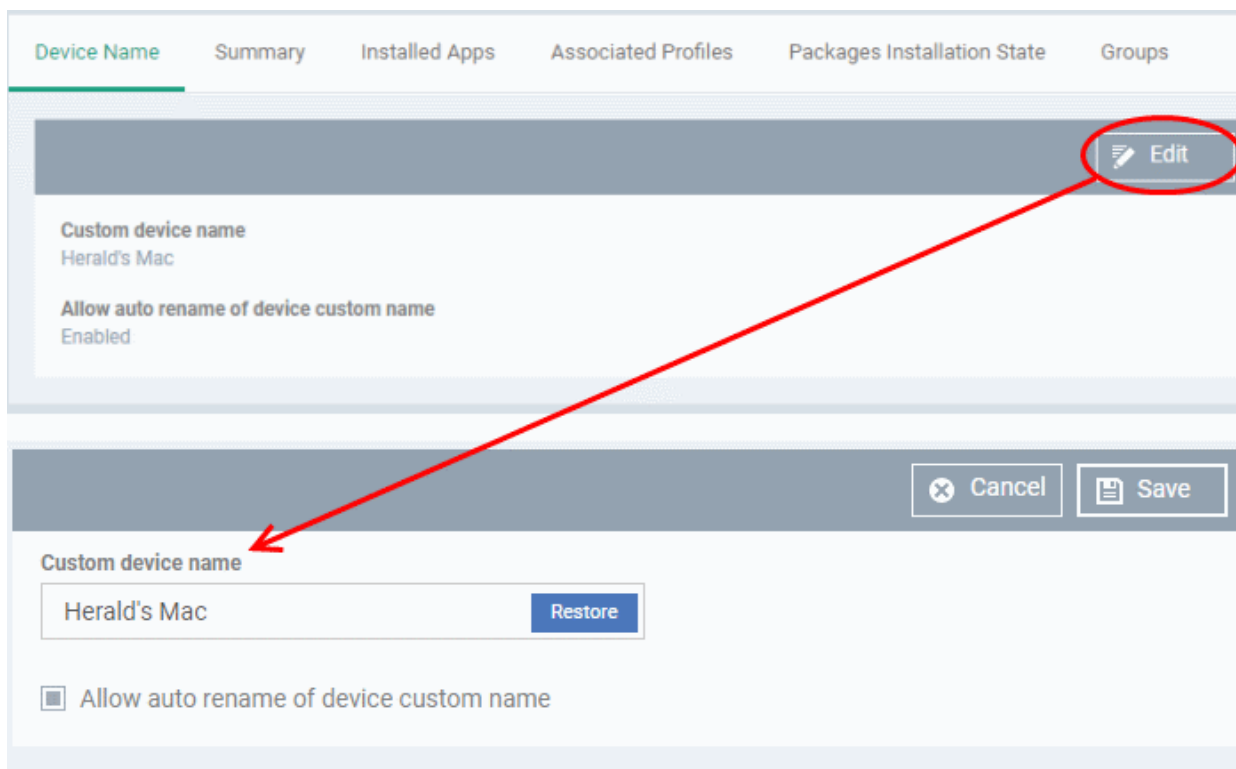 Device Name Summary Installed Apps Associated Profiles Packages Installation State Groups
Edit
Custom device name
Herald's Mac
Allow auto rename of device custom name
Enabled
Cancel Save
Custom device name
Herald's Mac Restore
Allow auto rename of device custom name